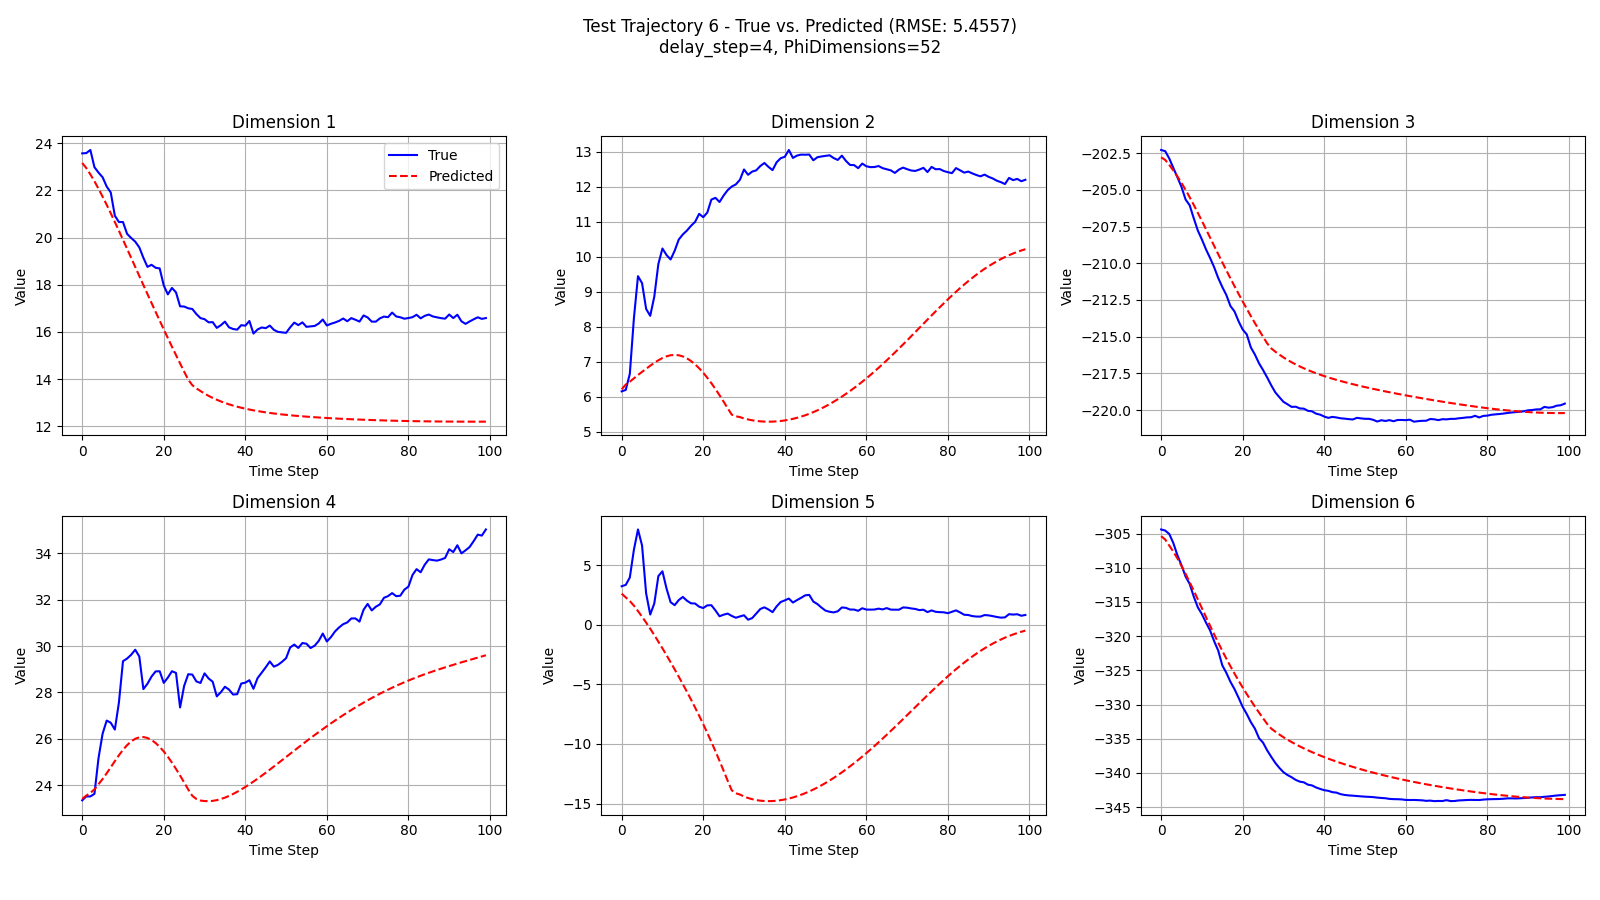 Test Trajectory 6 - True vs. Predicted (RMSE: 5.4557)
delay_step=4, PhiDimensions=52
Dimension 1
24
22
20
18
16
14
12
Value
0 20 40 60 80 100
Time Step
True
Predicted
Dimension 2
13
12
11
10
9
8
7
6
5
Value
0 20 40 60 80 100
Time Step
Dimension 3
−202.5
−205.0
−207.5
−210.0
−212.5
−215.0
−217.5
−220.0
Value
0 20 40 60 80 100
Time Step
Dimension 4
34
32
30
28
26
24
Value
0 20 40 60 80 100
Time Step
Dimension 5
5
0
−5
−10
−15
Value
0 20 40 60 80 100
Time Step
Dimension 6
−305
−310
−315
−320
−325
−330
−335
−340
−345
Value
0 20 40 60 80 100
Time Step